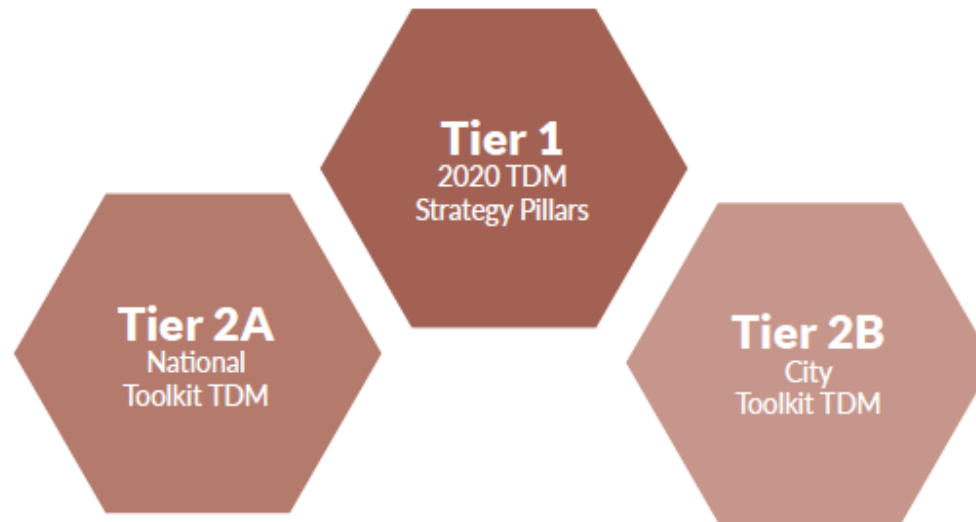 Tier 1
2020 TDM
Strategy Pillars
Tier 2A
National
Toolkit TDM
Tier 2B
City
Toolkit TDM